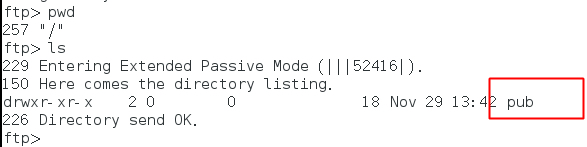 ftp> pwd
257 "/"
ftp> ls
229 Entering Extended Passive Mode (|||52416|).
150 Here comes the directory listing.
drwxr-xr-x    2 0        0              18 Nov 29 13:42 pub
226 Directory send OK.
ftp>